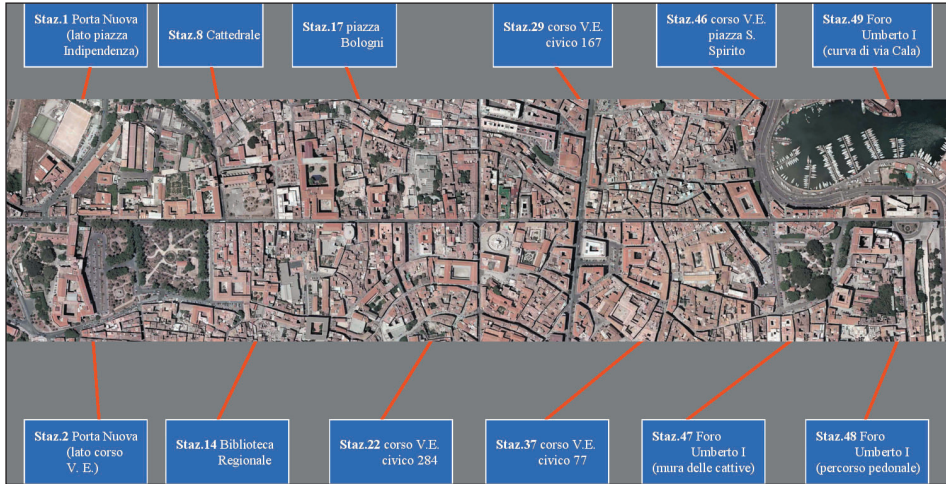 Staz.1 Porta Nuova
(lato piazza
Indipendenza)
Staz.8 Cattedrale
Staz.17 piazza
Bologni
Staz.29 corso V.E.
civico 167
Staz.46 corso V.E.
piazza S.
Spirito
Staz.49 Foro
Umberto I
(curva di via Cala)
Staz.2 Porta Nuova
(lato corso
V. E.)
Staz.14 Biblioteca
Regionale
Staz.22 corso V.E.
civico 284
Staz.37 corso V.E.
civico 77
Staz.47 Foro
Umberto I
(mura delle cattive)
Staz.48 Foro
Umberto I
(percorso pedonale)